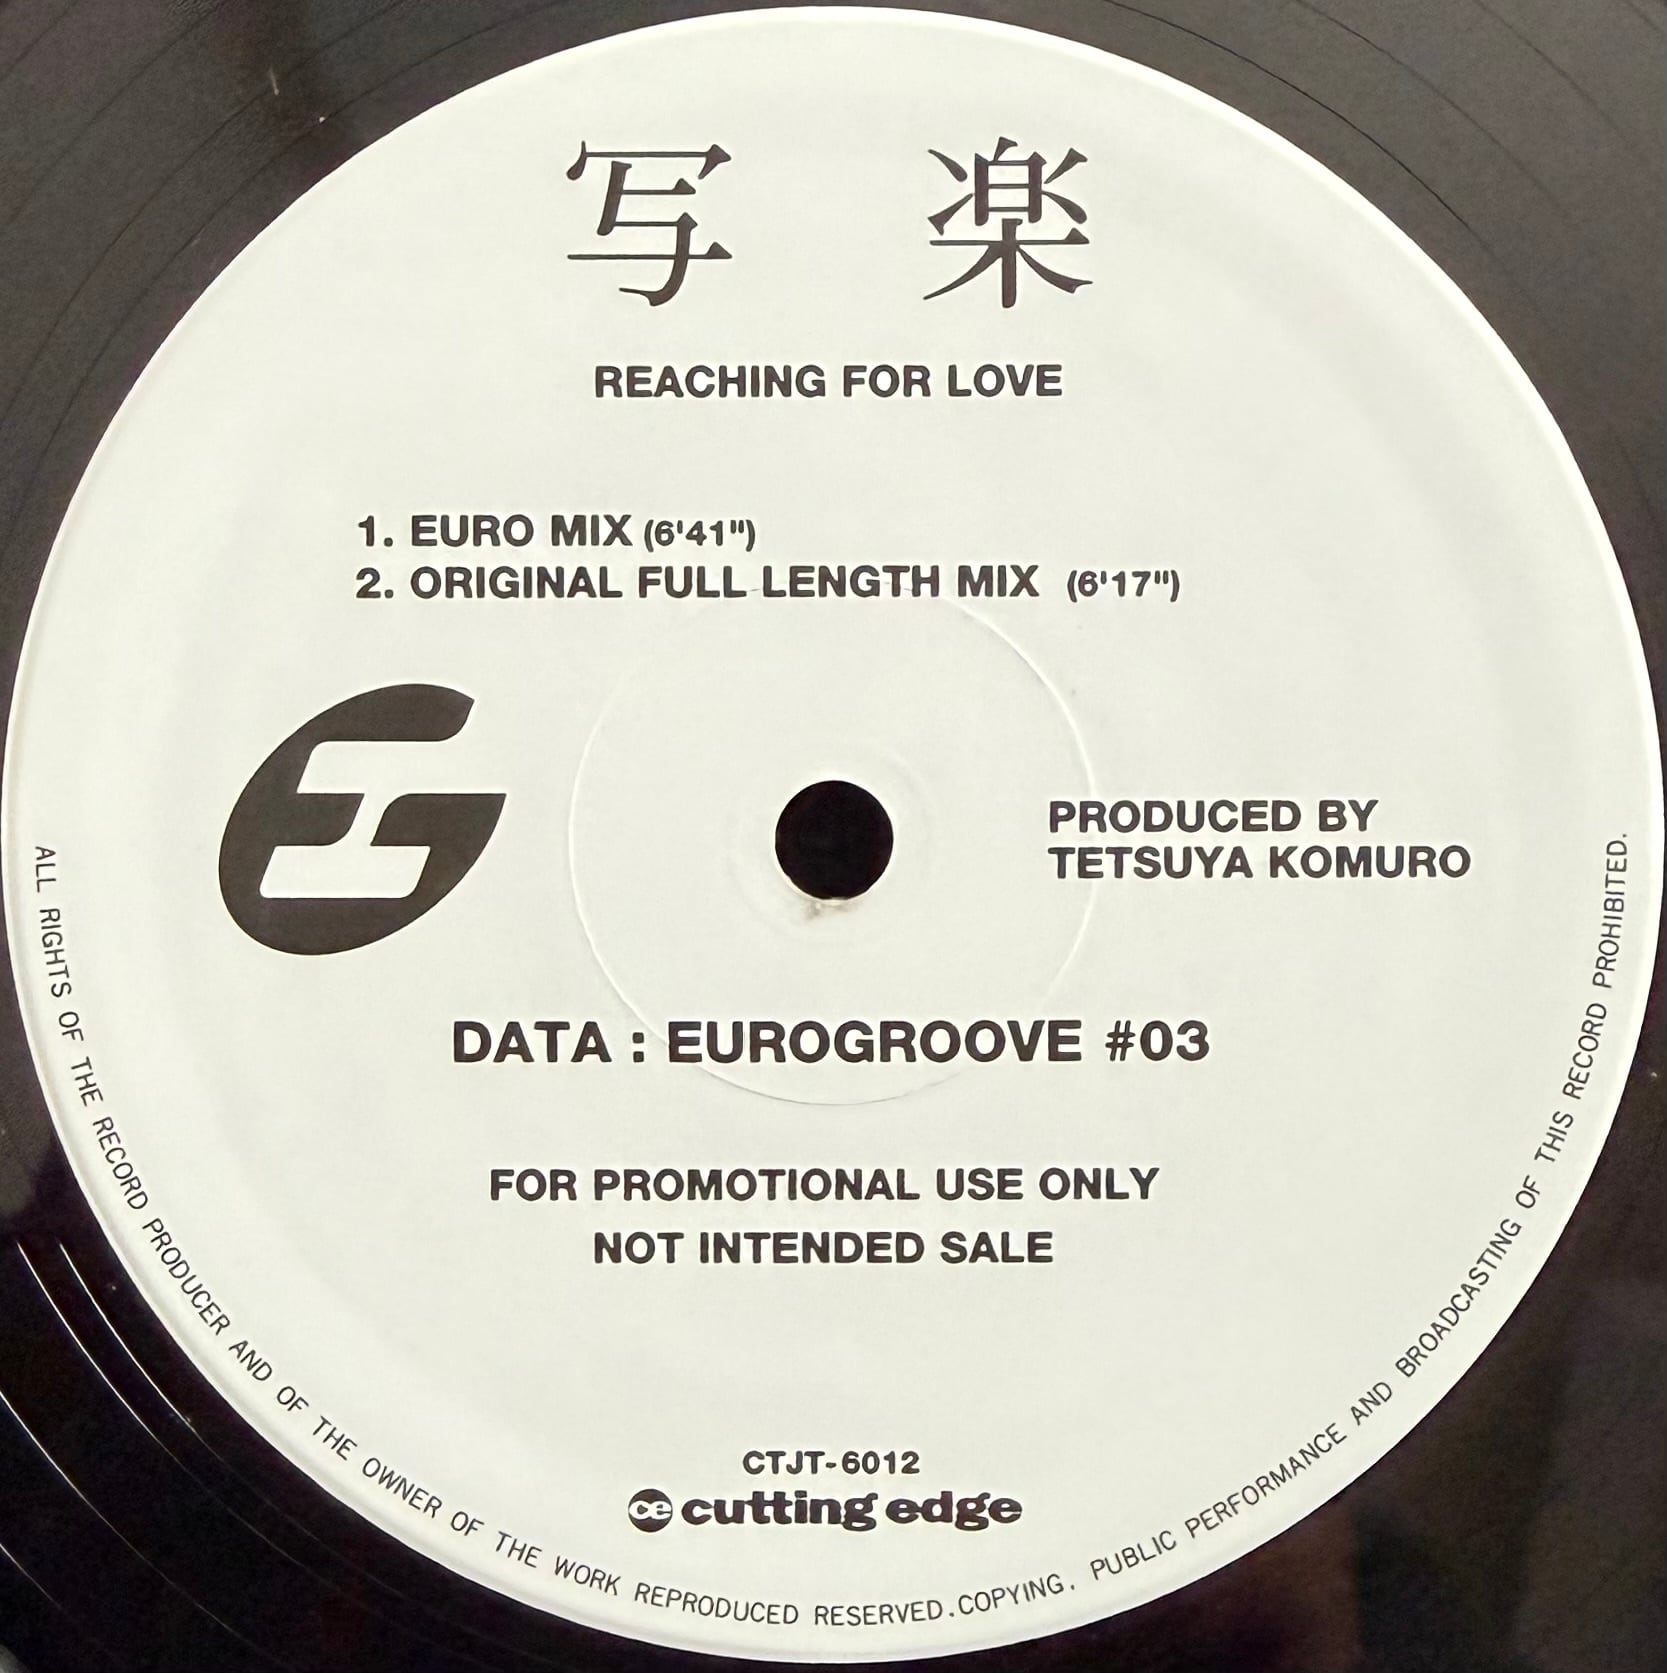 写 楽
REACHING FOR LOVE
1. EURO MIX (6'41")
2. ORIGINAL FULL LENGTH MIX (6'17")
EG
PRODUCED BY
TETSUYA KOMURO
DATA : EUROGROOVE #03
FOR PROMOTIONAL USE ONLY
NOT INTENDED SALE
CTJT-6012
ce cutting edge
ALL RIGHTS OF THE RECORD PRODUCER AND OF THE OWNER OF THE WORK REPRODUCED RESERVED. COPYING, PUBLIC PERFORMANCE AND BROADCASTING OF THIS RECORD PROHIBITED.